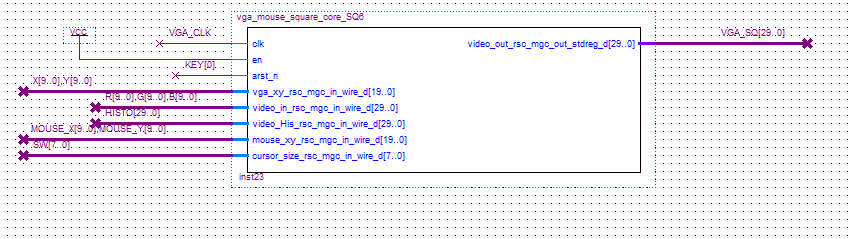 vga_mouse_square_core_SQ6
VCC
VGA_CLK
clk
video_out_rsc_mgc_out_stdreg_d[29..0]
VGA_SQ[29..0]
en
KEY[0]
arst_n
X[9..0],Y[9..0]
vga_xy_rsc_mgc_in_wire_d[19..0]
R[9..0],G[9..0],B[9..0]
video_in_rsc_mgc_in_wire_d[29..0]
HISTO[29..0]
video_His_rsc_mgc_in_wire_d[29..0]
MOUSE_X[9..0],MOUSE_Y[9..0]
mouse_xy_rsc_mgc_in_wire_d[19..0]
SW[7..0]
cursor_size_rsc_mgc_in_wire_d[7..0]
inst23